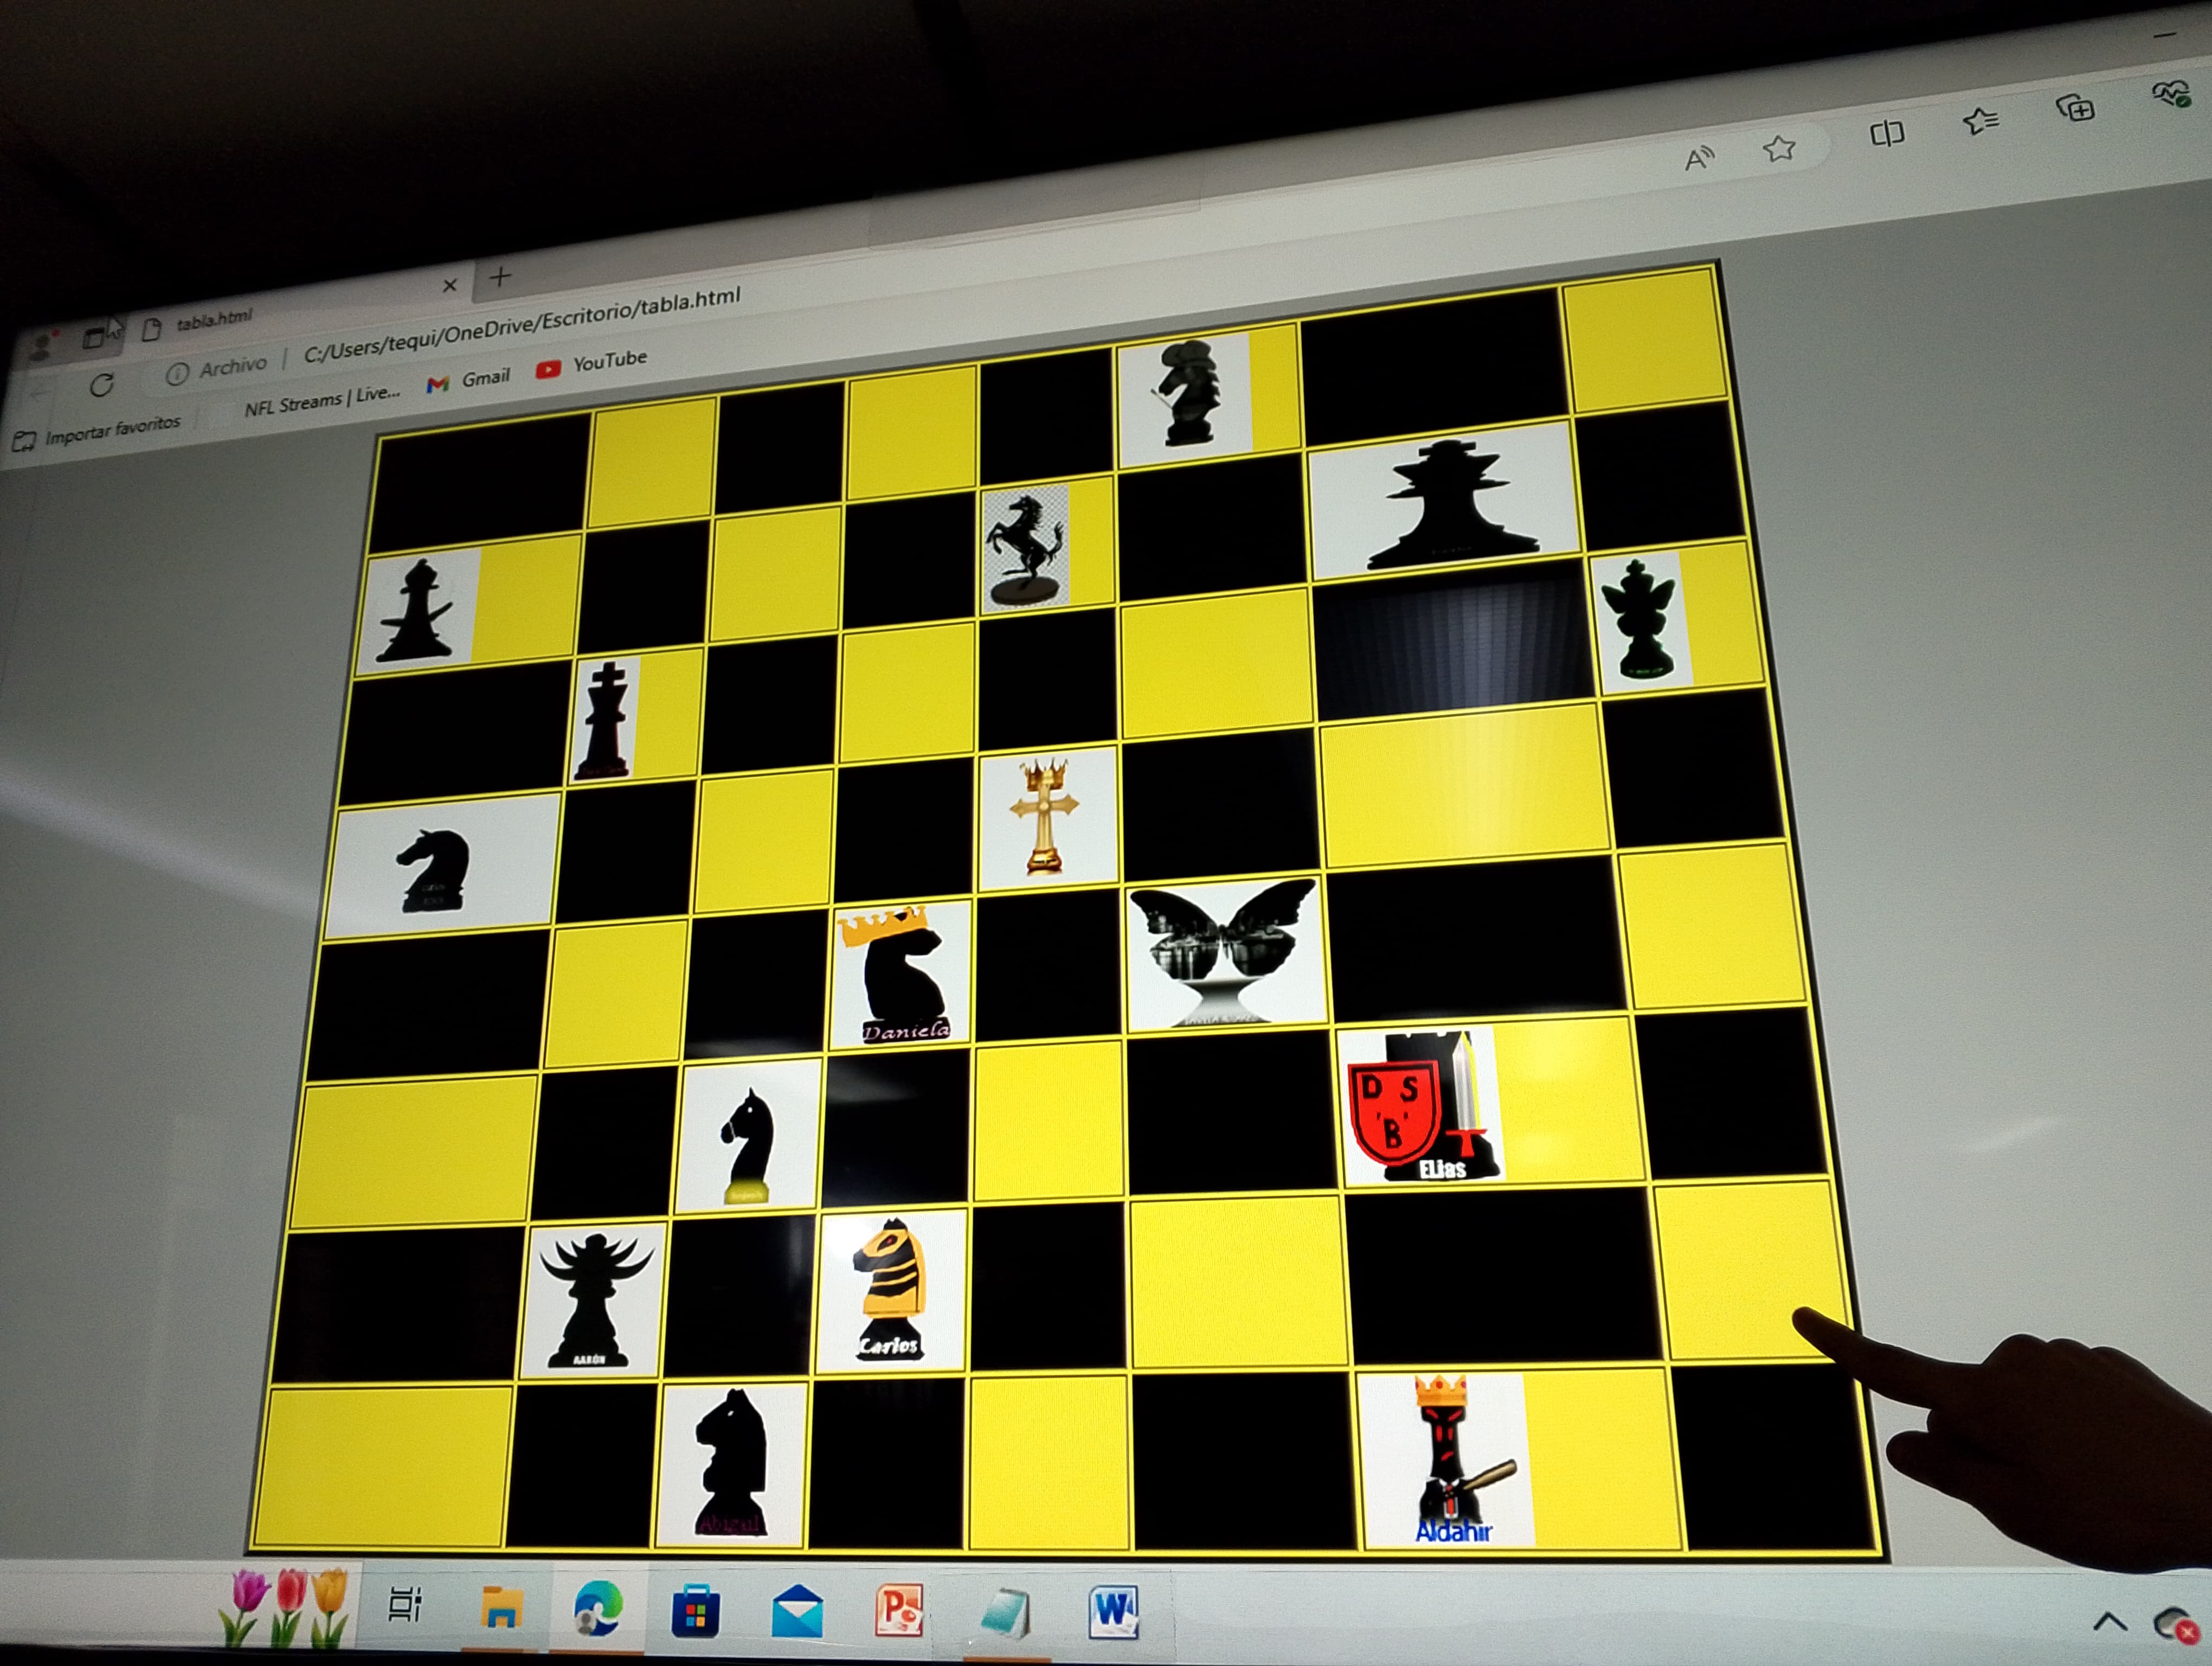 tabla.html
Archivo | C:/Users/tequi/OneDrive/Escritorio/tabla.html
Importar favoritos
NFL Streams | Live...
Gmail
YouTube
Daniela
D S
'B'
ELias
AARÓN
Carlos
Abigail
Aldahir